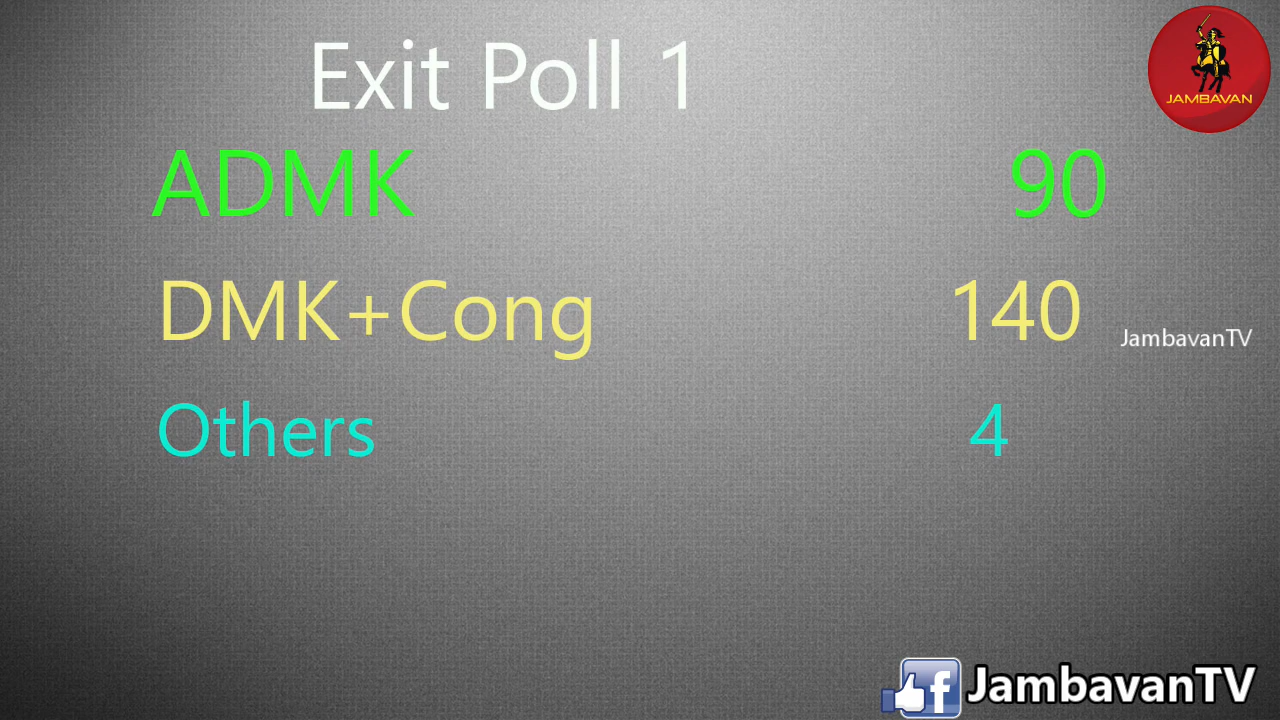 Exit Poll 1
JAMBAVAN
ADMK 90
DMK+Cong 140
JambavanTV
Others 4
f JambavanTV